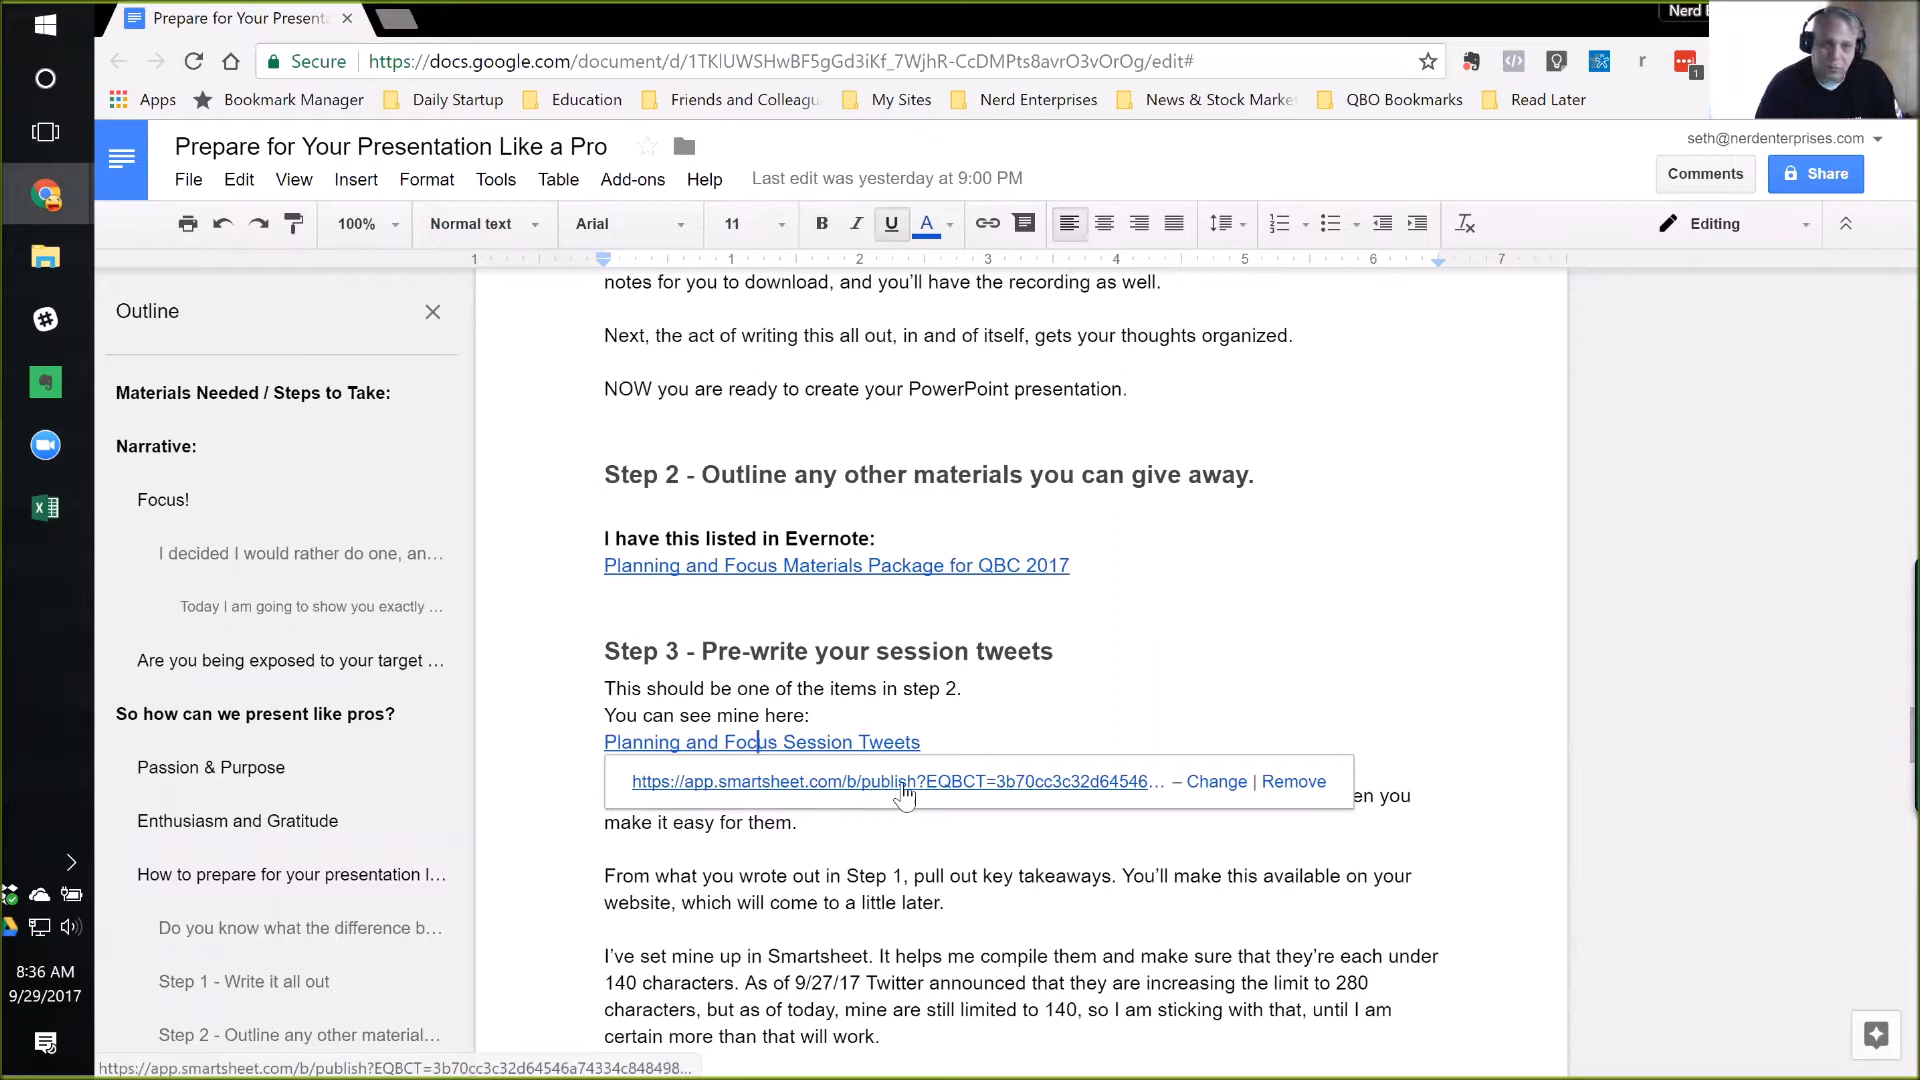 Prepare for Your Presenta
Nerd E
Secure
https://docs.google.com/document/d/1TKlUWSHwBF5gGd3iKf_7WjhR-CcDMPts8avrO3vOrOg/edit#
r
1
Apps
Bookmark Manager
Daily Startup
Education
Friends and Colleagu
My Sites
Nerd Enterprises
News & Stock Market
QBO Bookmarks
Read Later
Prepare for Your Presentation Like a Pro
seth@nerdenterprises.com
File Edit View Insert Format Tools Table Add-ons Help
Last edit was yesterday at 9:00 PM
Comments
Share
100%
Normal text
Arial
11
B I U A
Editing
1 1 2 3 4 5 6 7
Outline
Materials Needed / Steps to Take:
Narrative:
Focus!
I decided I would rather do one, an…
Today I am going to show you exactly …
Are you being exposed to your target …
So how can we present like pros?
Passion & Purpose
Enthusiasm and Gratitude
How to prepare for your presentation l…
Do you know what the difference b…
Step 1 - Write it all out
Step 2 - Outline any other material…
notes for you to download, and you'll have the recording as well.
Next, the act of writing this all out, in and of itself, gets your thoughts organized.
NOW you are ready to create your PowerPoint presentation.
Step 2 - Outline any other materials you can give away.
I have this listed in Evernote:
Planning and Focus Materials Package for QBC 2017
Step 3 - Pre-write your session tweets
This should be one of the items in step 2.
You can see mine here:
Planning and Focus Session Tweets
https://app.smartsheet.com/b/publish?EQBCT=3b70cc3c32d64546… – Change | Remove
en you
make it easy for them.
From what you wrote out in Step 1, pull out key takeaways. You'll make this available on your
website, which will come to a little later.
I've set mine up in Smartsheet. It helps me compile them and make sure that they're each under
140 characters. As of 9/27/17 Twitter announced that they are increasing the limit to 280
characters, but as of today, mine are still limited to 140, so I am sticking with that, until I am
certain more than that will work.
8:36 AM
9/29/2017
https://app.smartsheet.com/b/publish?EQBCT=3b70cc3c32d64546a74334c848498...